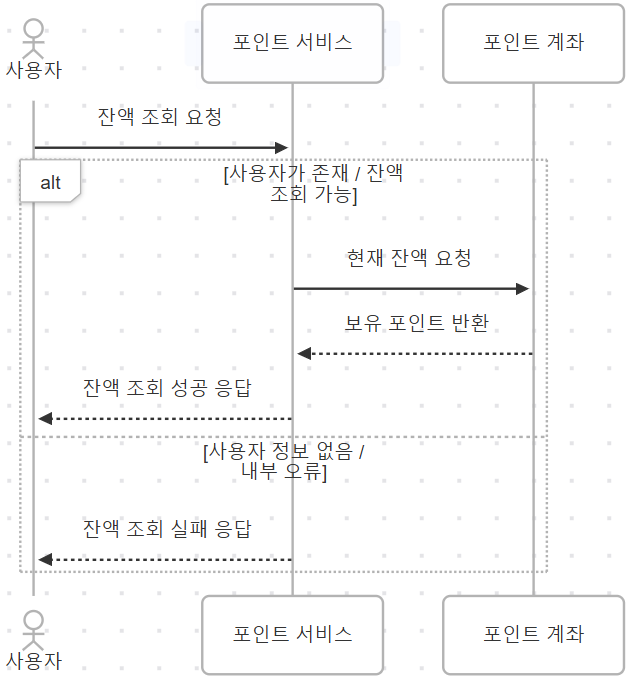 사용자
포인트 서비스
포인트 계좌
잔액 조회 요청
alt
[사용자가 존재 / 잔액
조회 가능]
현재 잔액 요청
보유 포인트 반환
잔액 조회 성공 응답
[사용자 정보 없음 /
내부 오류]
잔액 조회 실패 응답
사용자
포인트 서비스
포인트 계좌